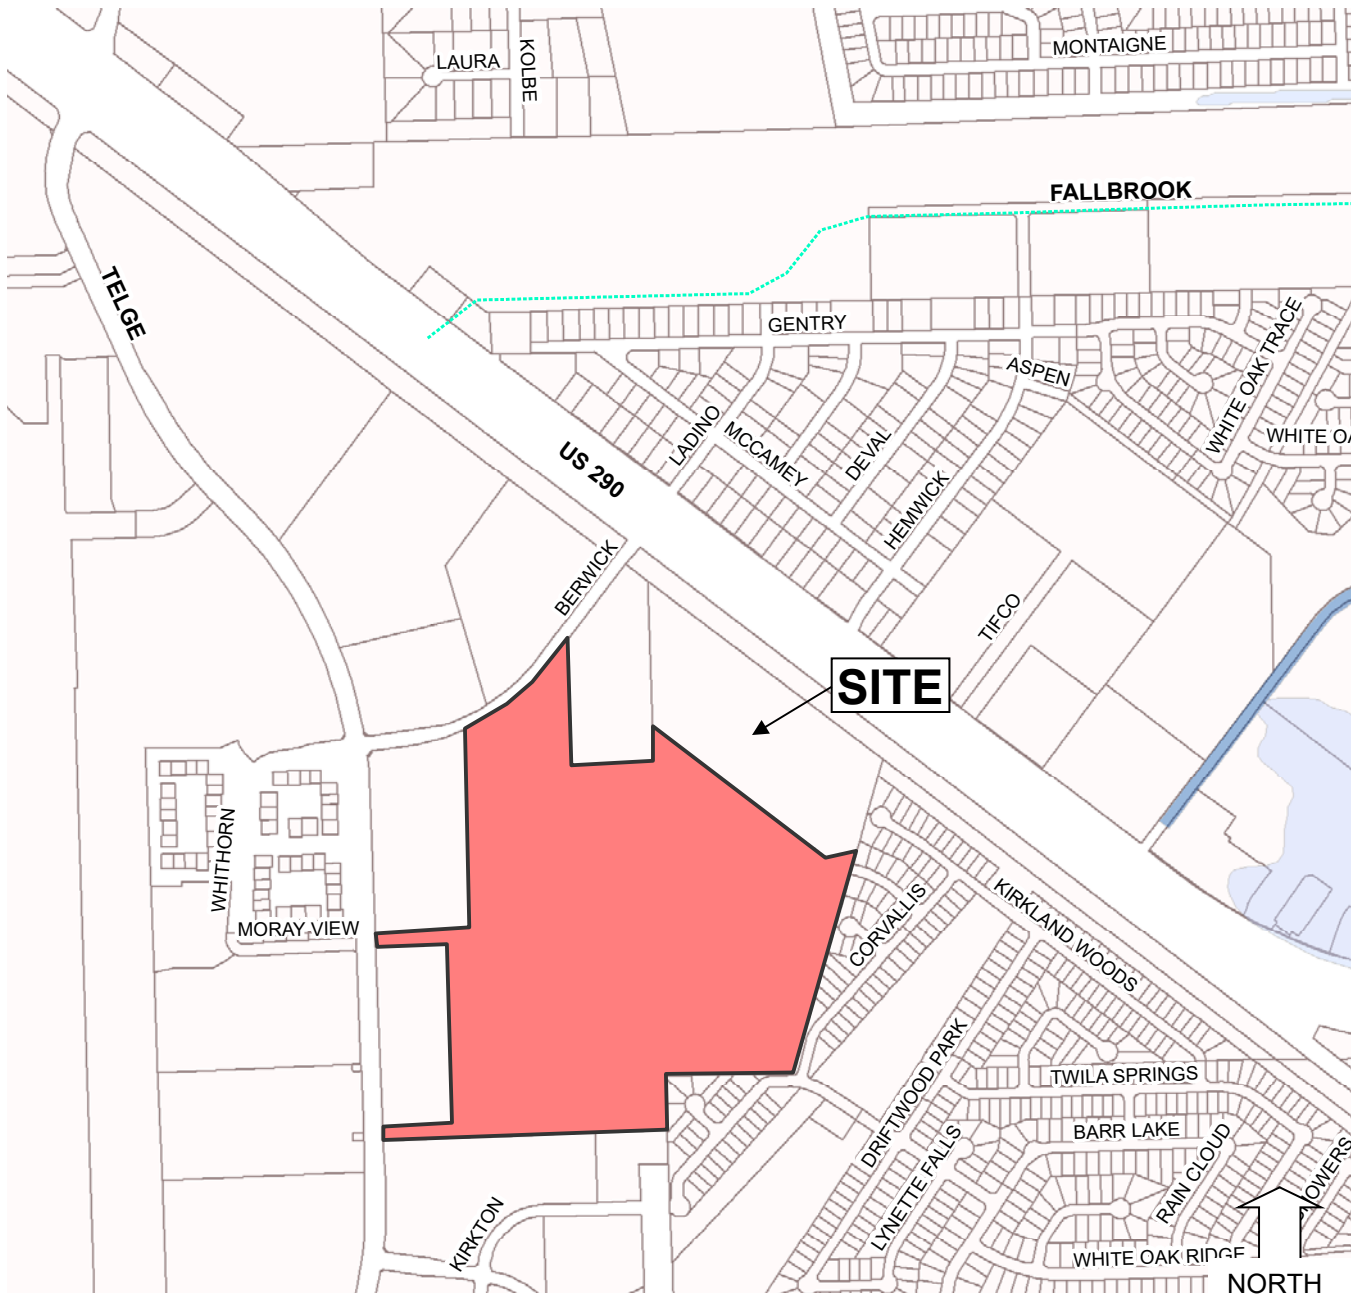 MONTAIGNE
LAURA
KOLBE
FALLBROOK
TELGE
GENTRY
ASPEN
WHITE OAK TRACE
LADINO
MCCAMEY
DEVAL
WHITE OA
US 290
HEMWICK
BERWICK
TIFCO
SITE
WHITHORN
MORAY VIEW
CORVALLIS
KIRKLAND WOODS
DRIFTWOOD PARK
TWILA SPRINGS
BARR LAKE
LYNETTE FALLS
RAIN CLOUD
OWERS
KIRKTON
WHITE OAK RIDGE
NORTH